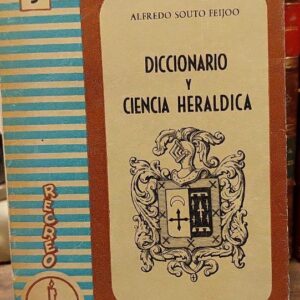 ALFREDO SOUTO FEIJOO
DICCIONARIO
Y
CIENCIA HERALDICA
RECREO